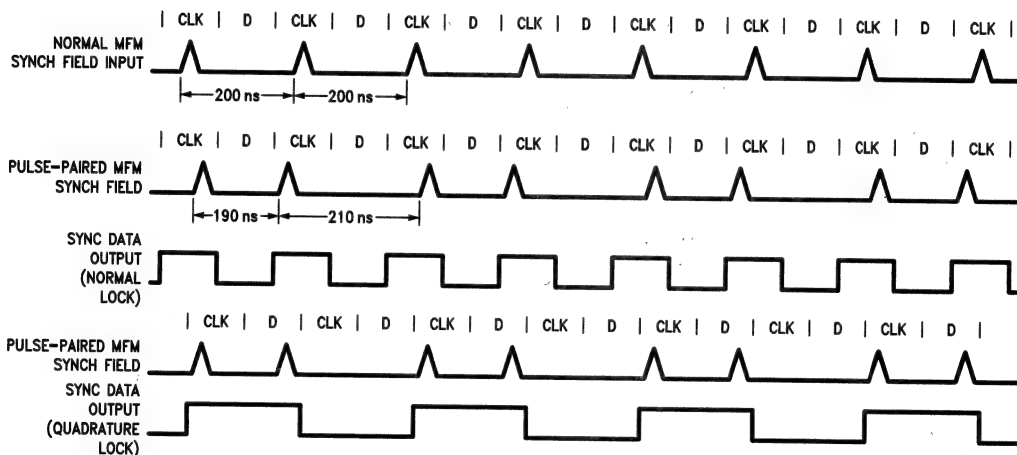 | CLK | D | CLK | D | CLK | D | CLK | D | CLK | D | CLK | D | CLK | D | CLK |
NORMAL MFM
SYNCH FIELD INPUT
200 ns 200 ns
| CLK | D | CLK | D | CLK | D | CLK | D | CLK | D | CLK | D | CLK | D | CLK |
PULSE-PAIRED MFM
SYNCH FIELD
190 ns 210 ns
SYNC DATA
OUTPUT
(NORMAL
LOCK)
| CLK | D | CLK | D | CLK | D | CLK | D | CLK | D | CLK | D | CLK | D |
PULSE-PAIRED MFM
SYNCH FIELD
SYNC DATA
OUTPUT
(QUADRATURE
LOCK)